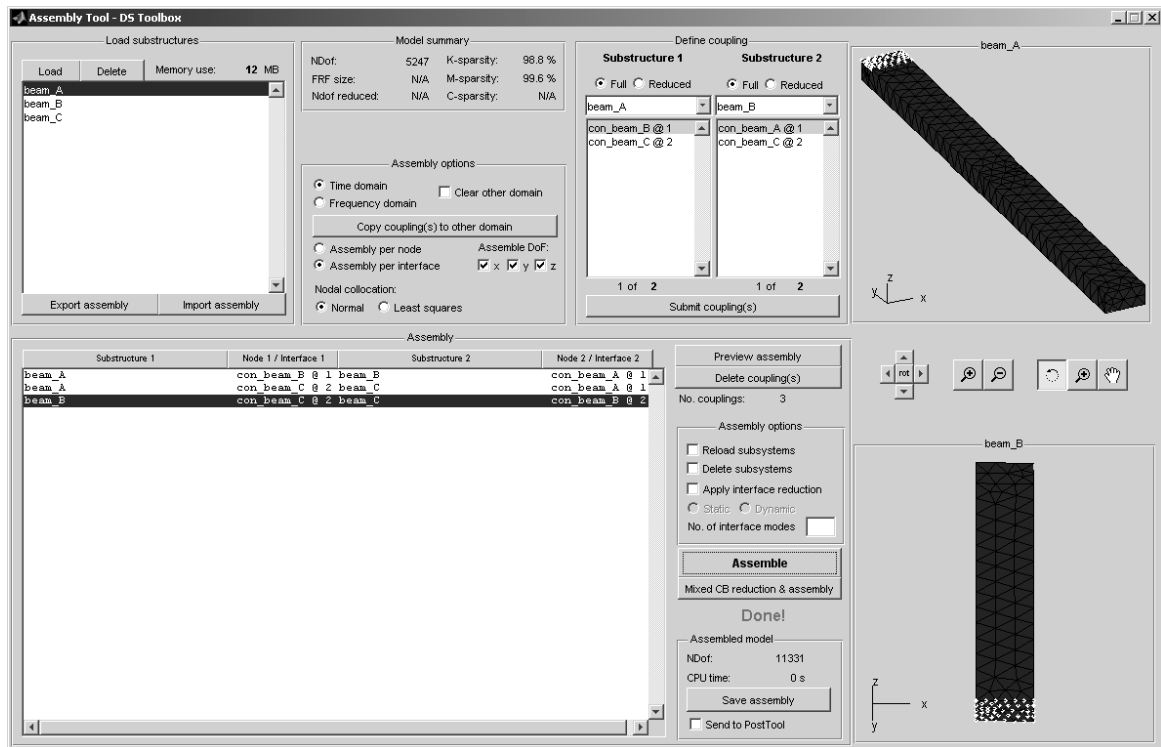 Assembly Tool - DS Toolbox
Load substructures
Load Delete Memory use: 12 MB
beam_A
beam_B
beam_C
Export assembly Import assembly
Model summary
NDof: 5247 K-sparsity: 98.8 %
FRF size: N/A M-sparsity: 99.6 %
Ndof reduced: N/A C-sparsity: N/A
Assembly options
Time domain
Clear other domain
Frequency domain
Copy coupling(s) to other domain
Assembly per node Assemble DoF:
Assembly per interface x y z
Nodal collocation:
Normal Least squares
Define coupling
Substructure 1 Substructure 2
Full Reduced Full Reduced
beam_A beam_B
con_beam_B @ 1 con_beam_A @ 1
con_beam_C @ 2 con_beam_C @ 2
1 of 2 1 of 2
Submit coupling(s)
beam_A
z
y x
Assembly
Substructure 1 Node 1 / Interface 1 Substructure 2 Node 2 / Interface 2
beam_A con_beam_B @ 1 beam_B con_beam_A @ 1
beam_A con_beam_C @ 2 beam_C con_beam_A @ 1
beam_B con_beam_C @ 2 beam_C con_beam_B @ 2
Preview assembly
Delete coupling(s)
No. couplings: 3
Assembly options
Reload subsystems
Delete subsystems
Apply interface reduction
Static Dynamic
No. of interface modes
Assemble
Mixed CB reduction & assembly
Done!
Assembled model
NDof: 11331
CPU time: 0 s
Save assembly
Send to PostTool
rot
beam_B
z
x
y